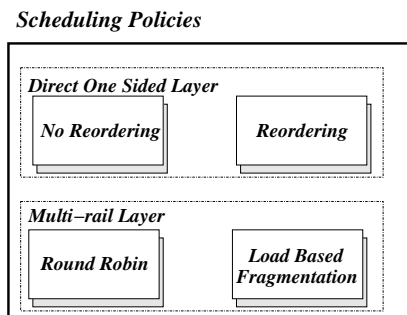 Scheduling Policies
Direct One Sided Layer
No Reordering
Reordering
Multi−rail Layer
Round Robin
Load Based
Fragmentation